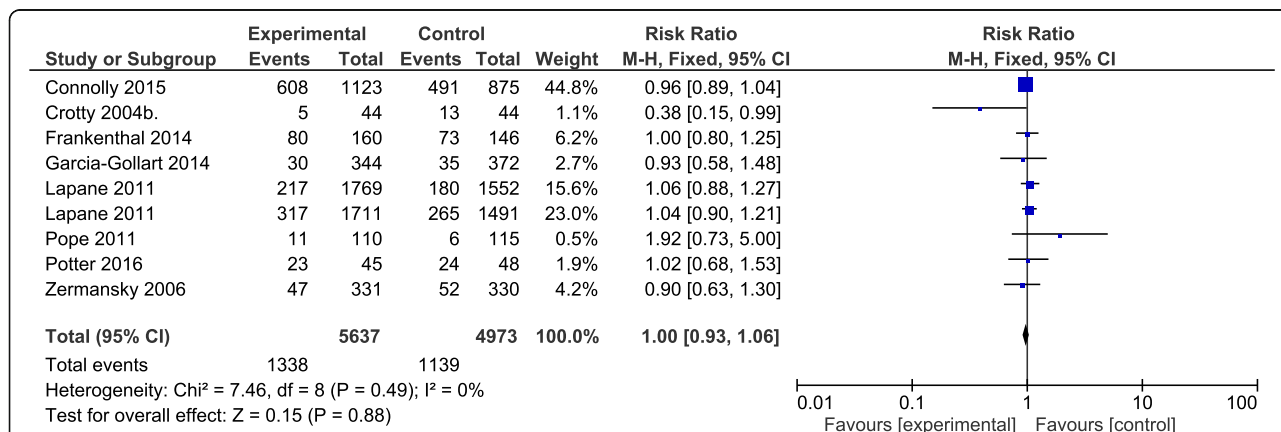 Experimental Control Risk Ratio Risk Ratio
Study or Subgroup Events Total Events Total Weight M-H, Fixed, 95% CI M-H, Fixed, 95% CI
Connolly 2015 608 1123 491 875 44.8% 0.96 [0.89, 1.04]
Crotty 2004b. 5 44 13 44 1.1% 0.38 [0.15, 0.99]
Frankenthal 2014 80 160 73 146 6.2% 1.00 [0.80, 1.25]
Garcia-Gollart 2014 30 344 35 372 2.7% 0.93 [0.58, 1.48]
Lapane 2011 217 1769 180 1552 15.6% 1.06 [0.88, 1.27]
Lapane 2011 317 1711 265 1491 23.0% 1.04 [0.90, 1.21]
Pope 2011 11 110 6 115 0.5% 1.92 [0.73, 5.00]
Potter 2016 23 45 24 48 1.9% 1.02 [0.68, 1.53]
Zermansky 2006 47 331 52 330 4.2% 0.90 [0.63, 1.30]
Total (95% CI) 5637 4973 100.0% 1.00 [0.93, 1.06]
Total events 1338 1139
Heterogeneity: Chi² = 7.46, df = 8 (P = 0.49); I² = 0%
Test for overall effect: Z = 0.15 (P = 0.88)
0.01 0.1 1 10 100
Favours [experimental] Favours [control]